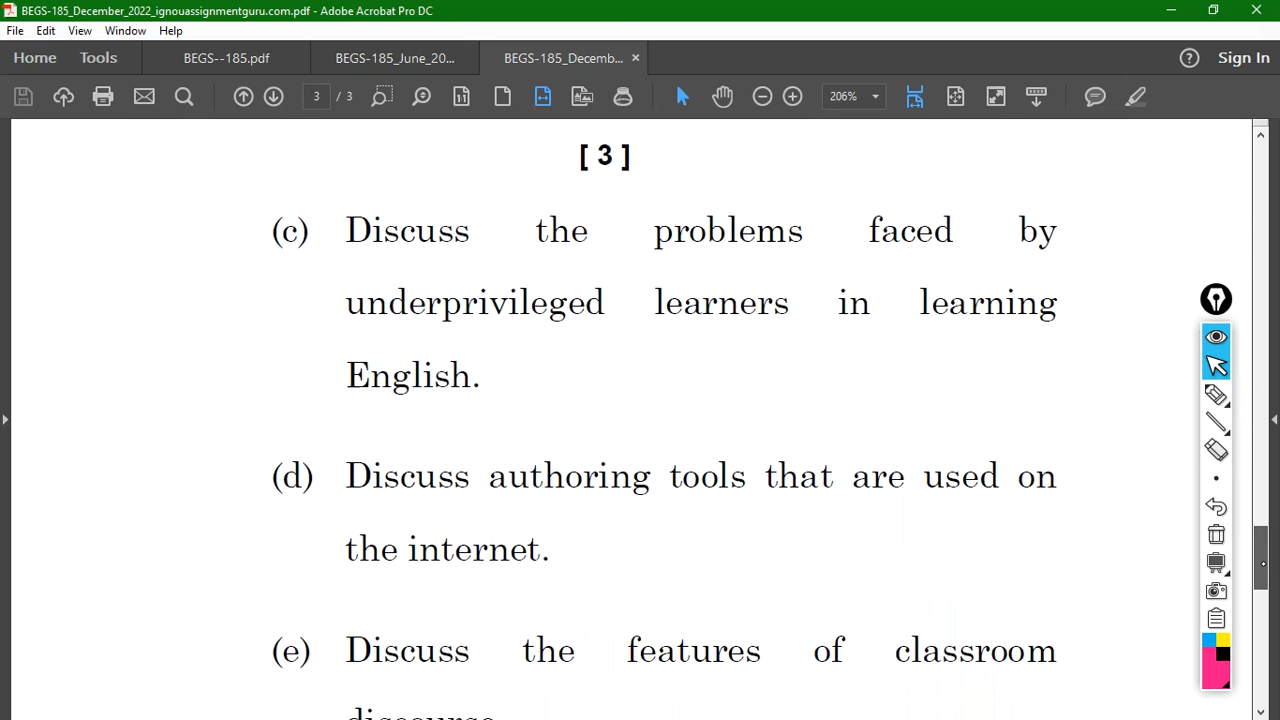 BEGS-185_December_2022_ignouassignmentguru.com.pdf - Adobe Acrobat Pro DC
File Edit View Window Help
Home Tools BEGS--185.pdf BEGS-185_June_20... BEGS-185_Decemb... × ? Sign In
3 / 3 206%
[ 3 ]
(c) Discuss the problems faced by
underprivileged learners in learning
English.
(d) Discuss authoring tools that are used on
the internet.
(e) Discuss the features of classroom
discourse